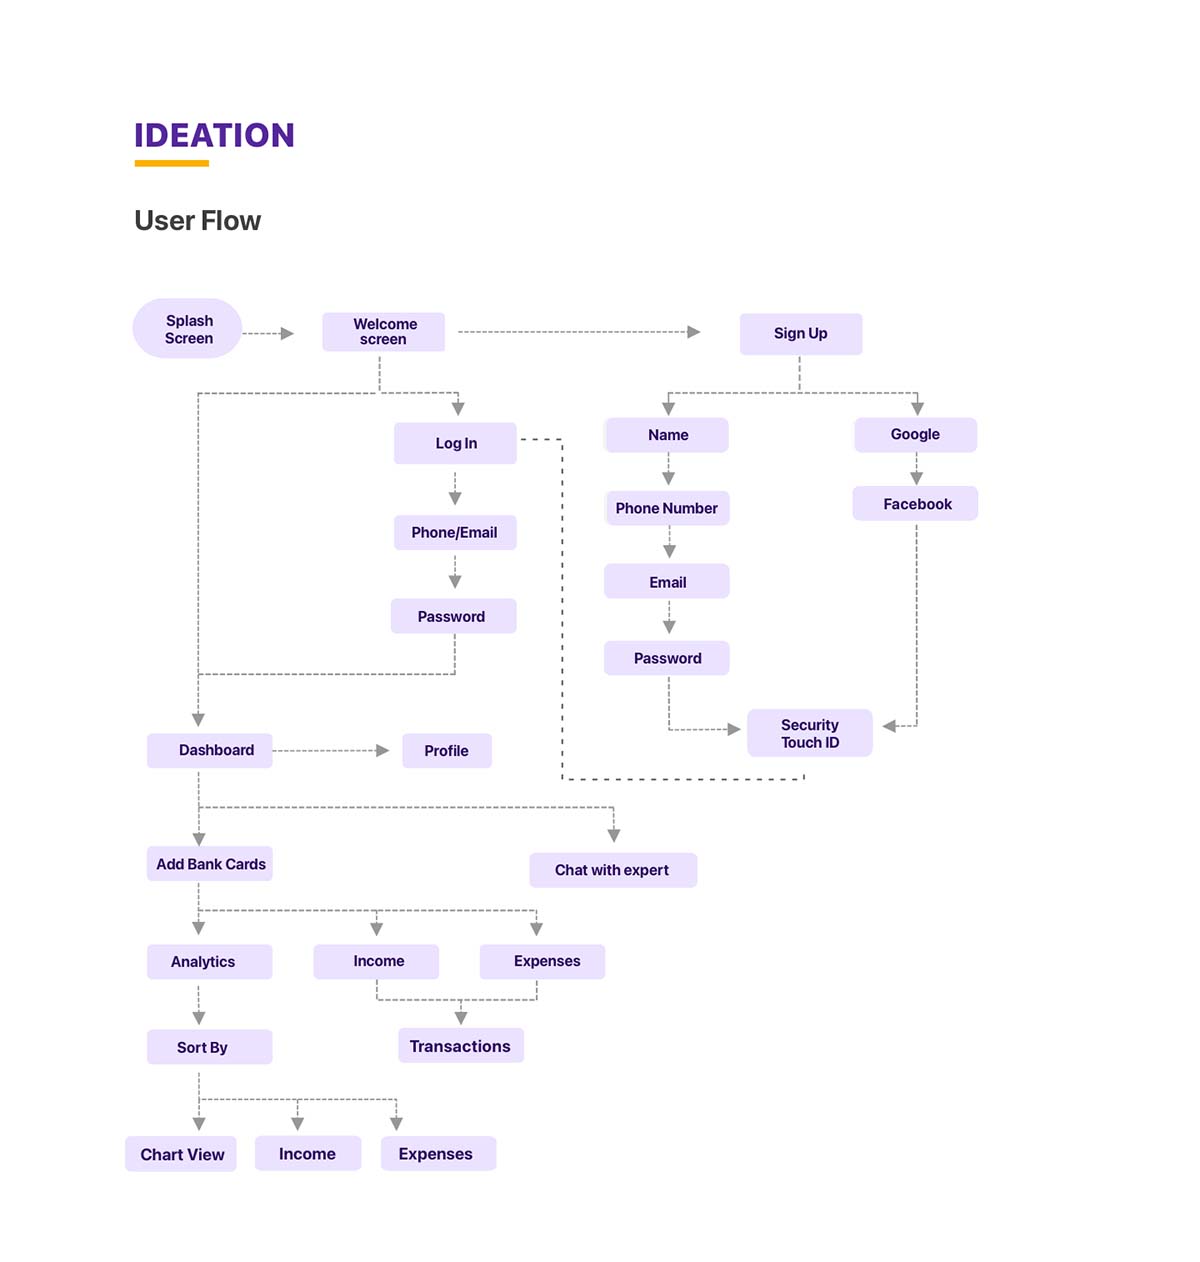 IDEATION
User Flow
Splash
Screen
Welcome
screen
Sign Up
Log In
Name
Google
Phone Number
Facebook
Phone/Email
Email
Password
Password
Security
Touch ID
Dashboard
Profile
Add Bank Cards
Chat with expert
Analytics
Income
Expenses
Sort By
Transactions
Chart View
Income
Expenses